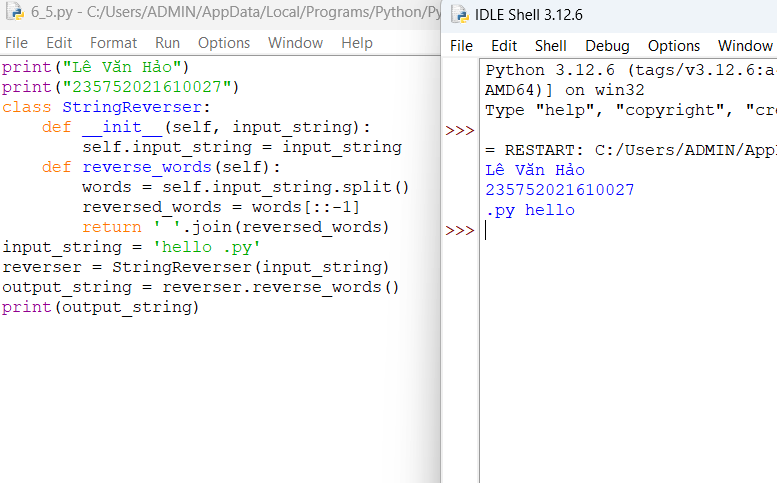 6_5.py - C:/Users/ADMIN/AppData/Local/Programs/Python/Py
File Edit Format Run Options Window Help
print("Lê Văn Hảo")
print("235752021610027")
class StringReverser:
    def __init__(self, input_string):
        self.input_string = input_string
    def reverse_words(self):
        words = self.input_string.split()
        reversed_words = words[::-1]
        return ' '.join(reversed_words)
input_string = 'hello .py'
reverser = StringReverser(input_string)
output_string = reverser.reverse_words()
print(output_string)
IDLE Shell 3.12.6
File Edit Shell Debug Options Window
Python 3.12.6 (tags/v3.12.6:a
AMD64)] on win32
Type "help", "copyright", "cre
>>>
= RESTART: C:/Users/ADMIN/App
Lê Văn Hảo
235752021610027
.py hello
>>>